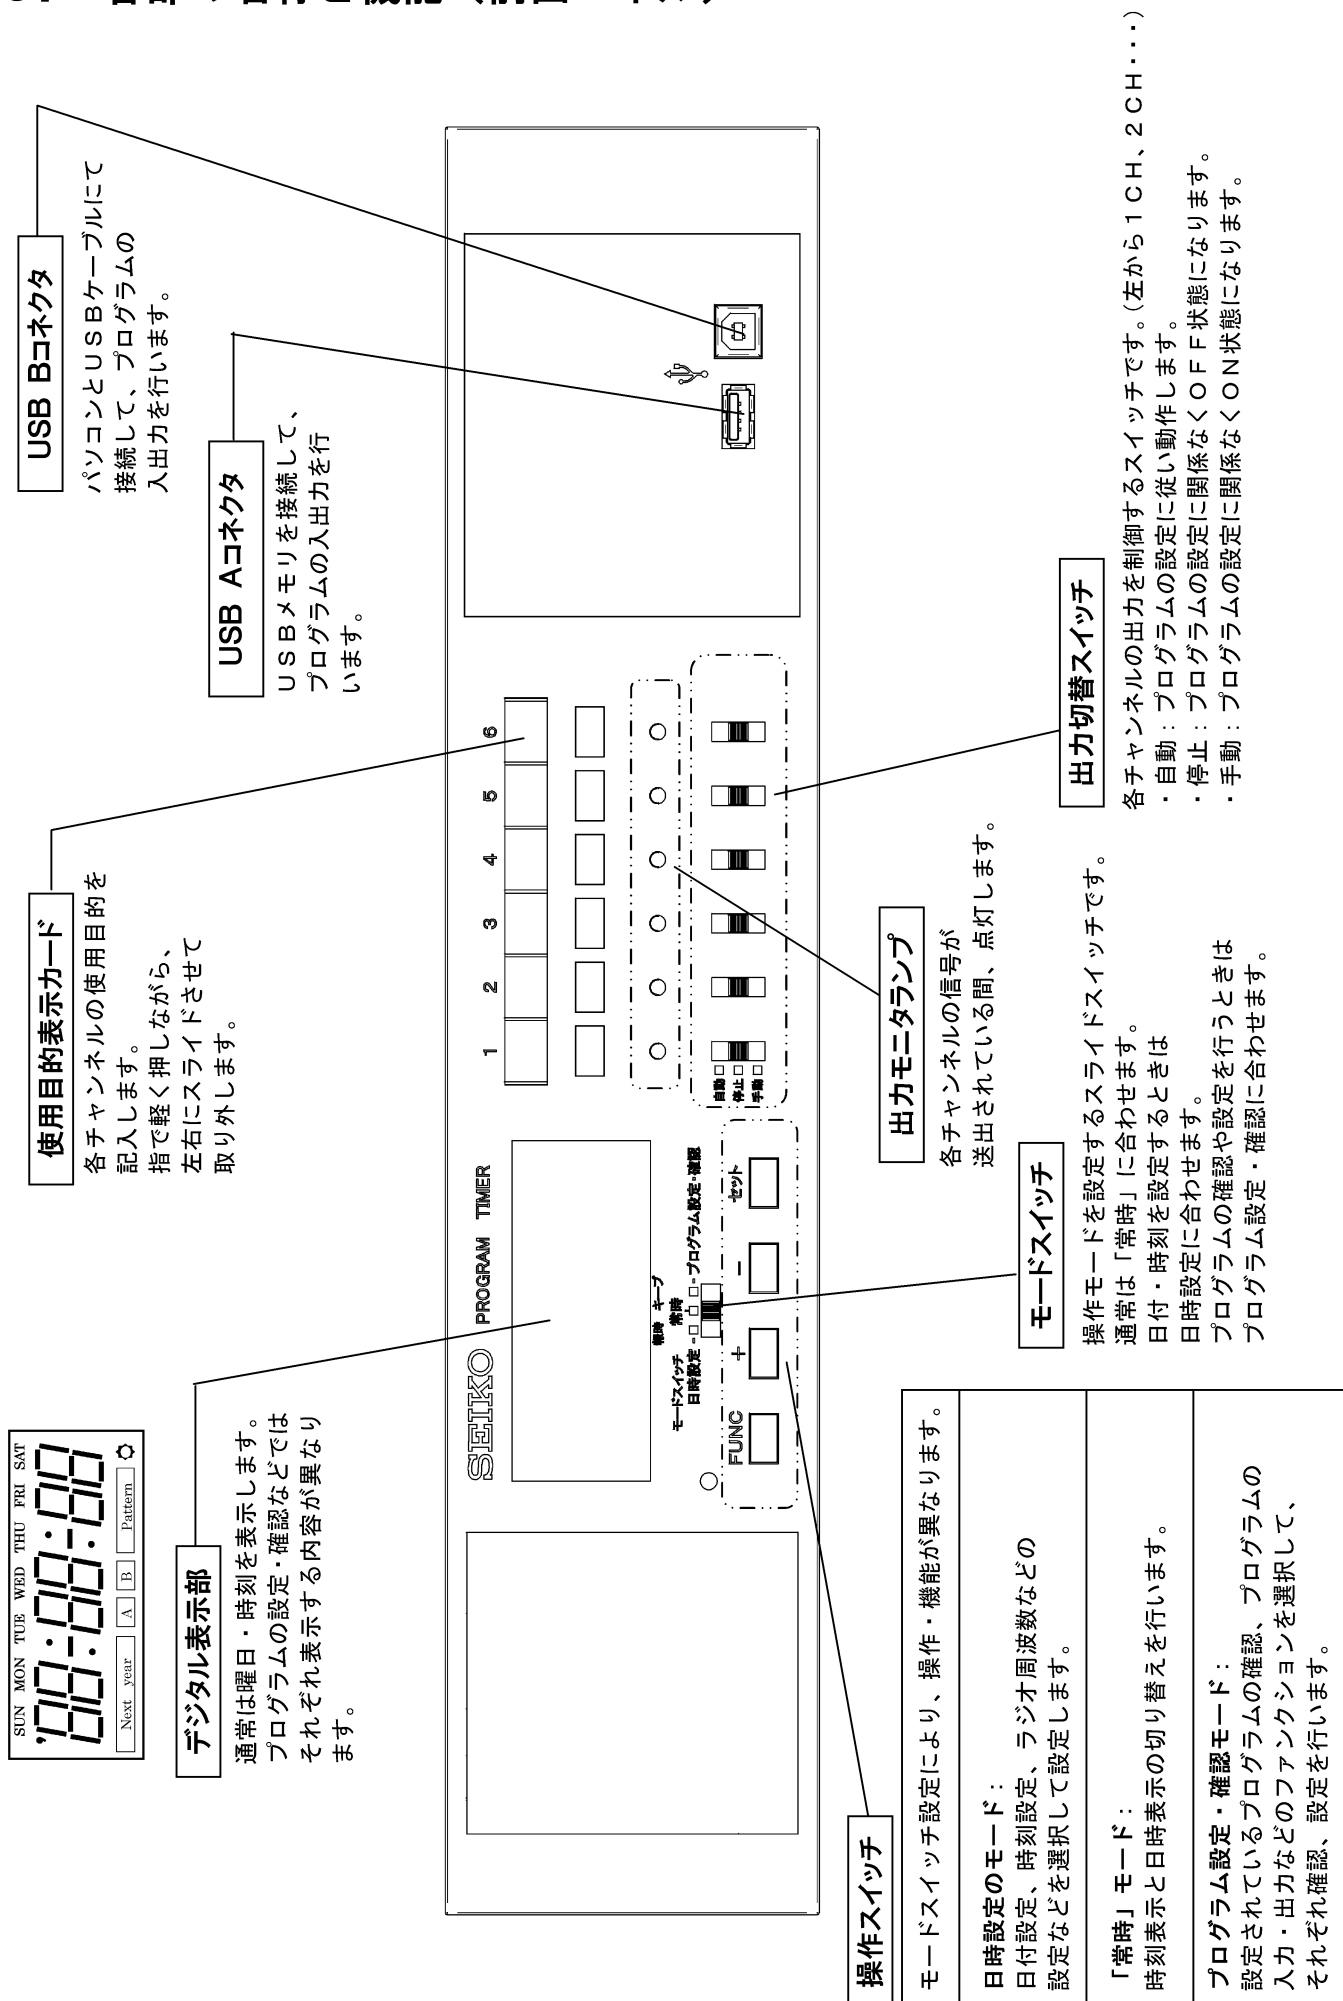 SUN MON TUE WED THU FRI SAT
Next year
A
B
Pattern
デジタル表示部
通常は曜日・時刻を表示します。
プログラムの設定・確認などでは
それぞれ表示する内容が異なり
ます。
使用目的表示カード
各チャンネルの使用目的を
記入します。
指で軽く押しながら、
左右にスライドさせて
取り外します。
USB Aコネクタ
ＵＳＢメモリを接続して、
プログラムの入出力を行
います。
USB Bコネクタ
パソコンとＵＳＢケーブルにて
接続して、プログラムの
入出力を行います。
SEIKO PROGRAM TIMER
報時 キープ
モードスイッチ 常時
日時設定 - □ □ □ - プログラム設定・確認
FUNC + － セット
1 2 3 4 5 6
自動 □
停止 □
手動 □
操作スイッチ
モードスイッチ設定により、操作・機能が異なります。
日時設定のモード：
日付設定、時刻設定、ラジオ周波数などの
設定などを選択して設定します。
「常時」モード：
時刻表示と日時表示の切り替えを行います。
プログラム設定・確認モード：
設定されているプログラムの確認、プログラムの
入力・出力などのファンクションを選択して、
それぞれ確認、設定を行います。
モードスイッチ
操作モードを設定するスライドスイッチです。
通常は「常時」に合わせます。
日付・時刻を設定するときは
日時設定に合わせます。
プログラムの確認や設定を行うときは
プログラム設定・確認に合わせます。
出力モニタランプ
各チャンネルの信号が
送出されている間、点灯します。
出力切替スイッチ
各チャンネルの出力を制御するスイッチです。（左から１ＣＨ、２ＣＨ・・・）
・自動：プログラムの設定に従い動作します。
・停止：プログラムの設定に関係なくＯＦＦ状態になります。
・手動：プログラムの設定に関係なくＯＮ状態になります。